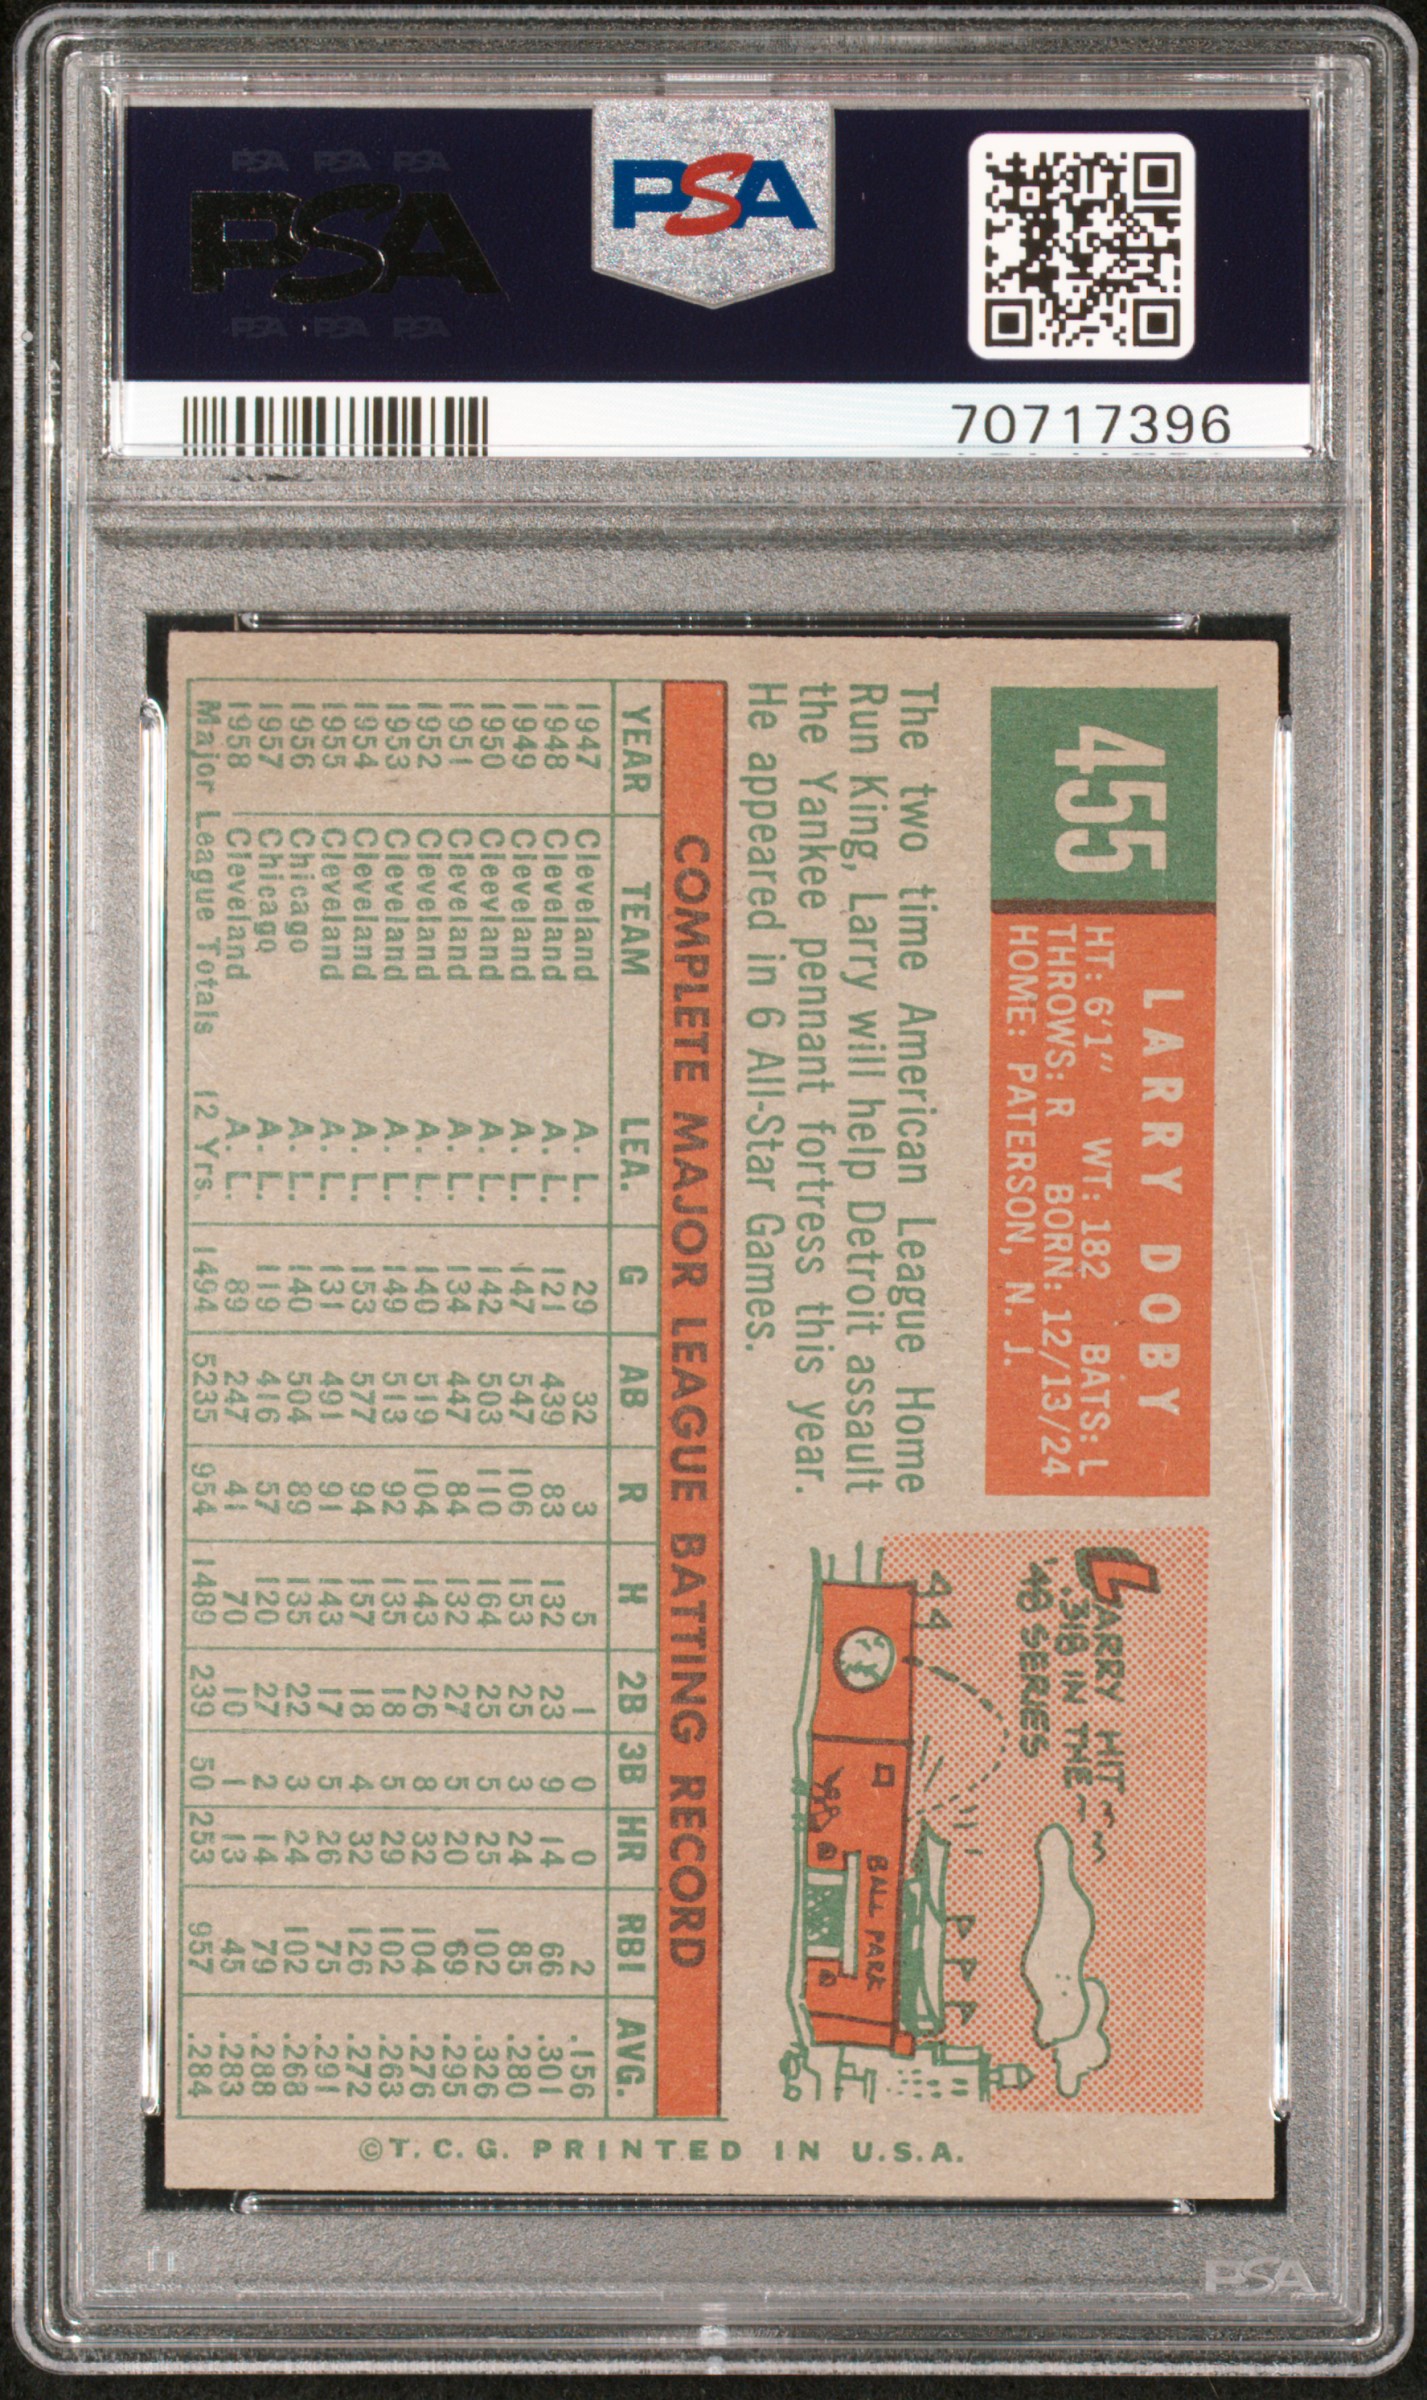 PSA PSA PSA
PSA
PSA PSA PSA
PSA
70717396
455
LARRY DOBY
HT: 6'1" WT: 182 BATS: L
THROWS: R BORN: 12/13/24
HOME: PATERSON, N. J.
The two time American League Home
Run King, Larry will help Detroit assault
the Yankee pennant fortress this year.
He appeared in 6 All-Star Games.
LARRY HIT
.318 IN THE
'48 SERIES
BALL PARK
COMPLETE MAJOR LEAGUE BATTING RECORD
YEAR TEAM LEA. G AB R H 2B 3B HR RBI AVG.
1947 Cleveland A. L. 29 32 3 5 1 0 0 2 .156
1948 Cleveland A. L. 121 439 83 132 23 9 14 66 .301
1949 Cleveland A. L. 147 547 106 153 25 3 24 85 .280
1950 Cleevland A. L. 142 503 110 164 25 5 25 102 .326
1951 Cleveland A. L. 134 447 84 132 27 5 20 69 .295
1952 Cleveland A. L. 140 519 104 143 26 8 32 104 .276
1953 Cleveland A. L. 149 513 92 135 18 5 29 102 .263
1954 Cleveland A. L. 153 577 94 157 18 4 32 126 .272
1955 Cleveland A. L. 131 491 91 143 17 5 26 75 .291
1956 Chicago A. L. 140 504 89 135 22 3 24 102 .268
1957 Chicago A. L. 119 416 57 120 27 2 14 79 .288
1958 Cleveland A. L. 89 247 41 70 10 1 13 45 .283
Major League Totals 12 Yrs. 1494 5235 954 1489 239 50 253 957 .284
©T. C. G. PRINTED IN U.S.A.
PSA